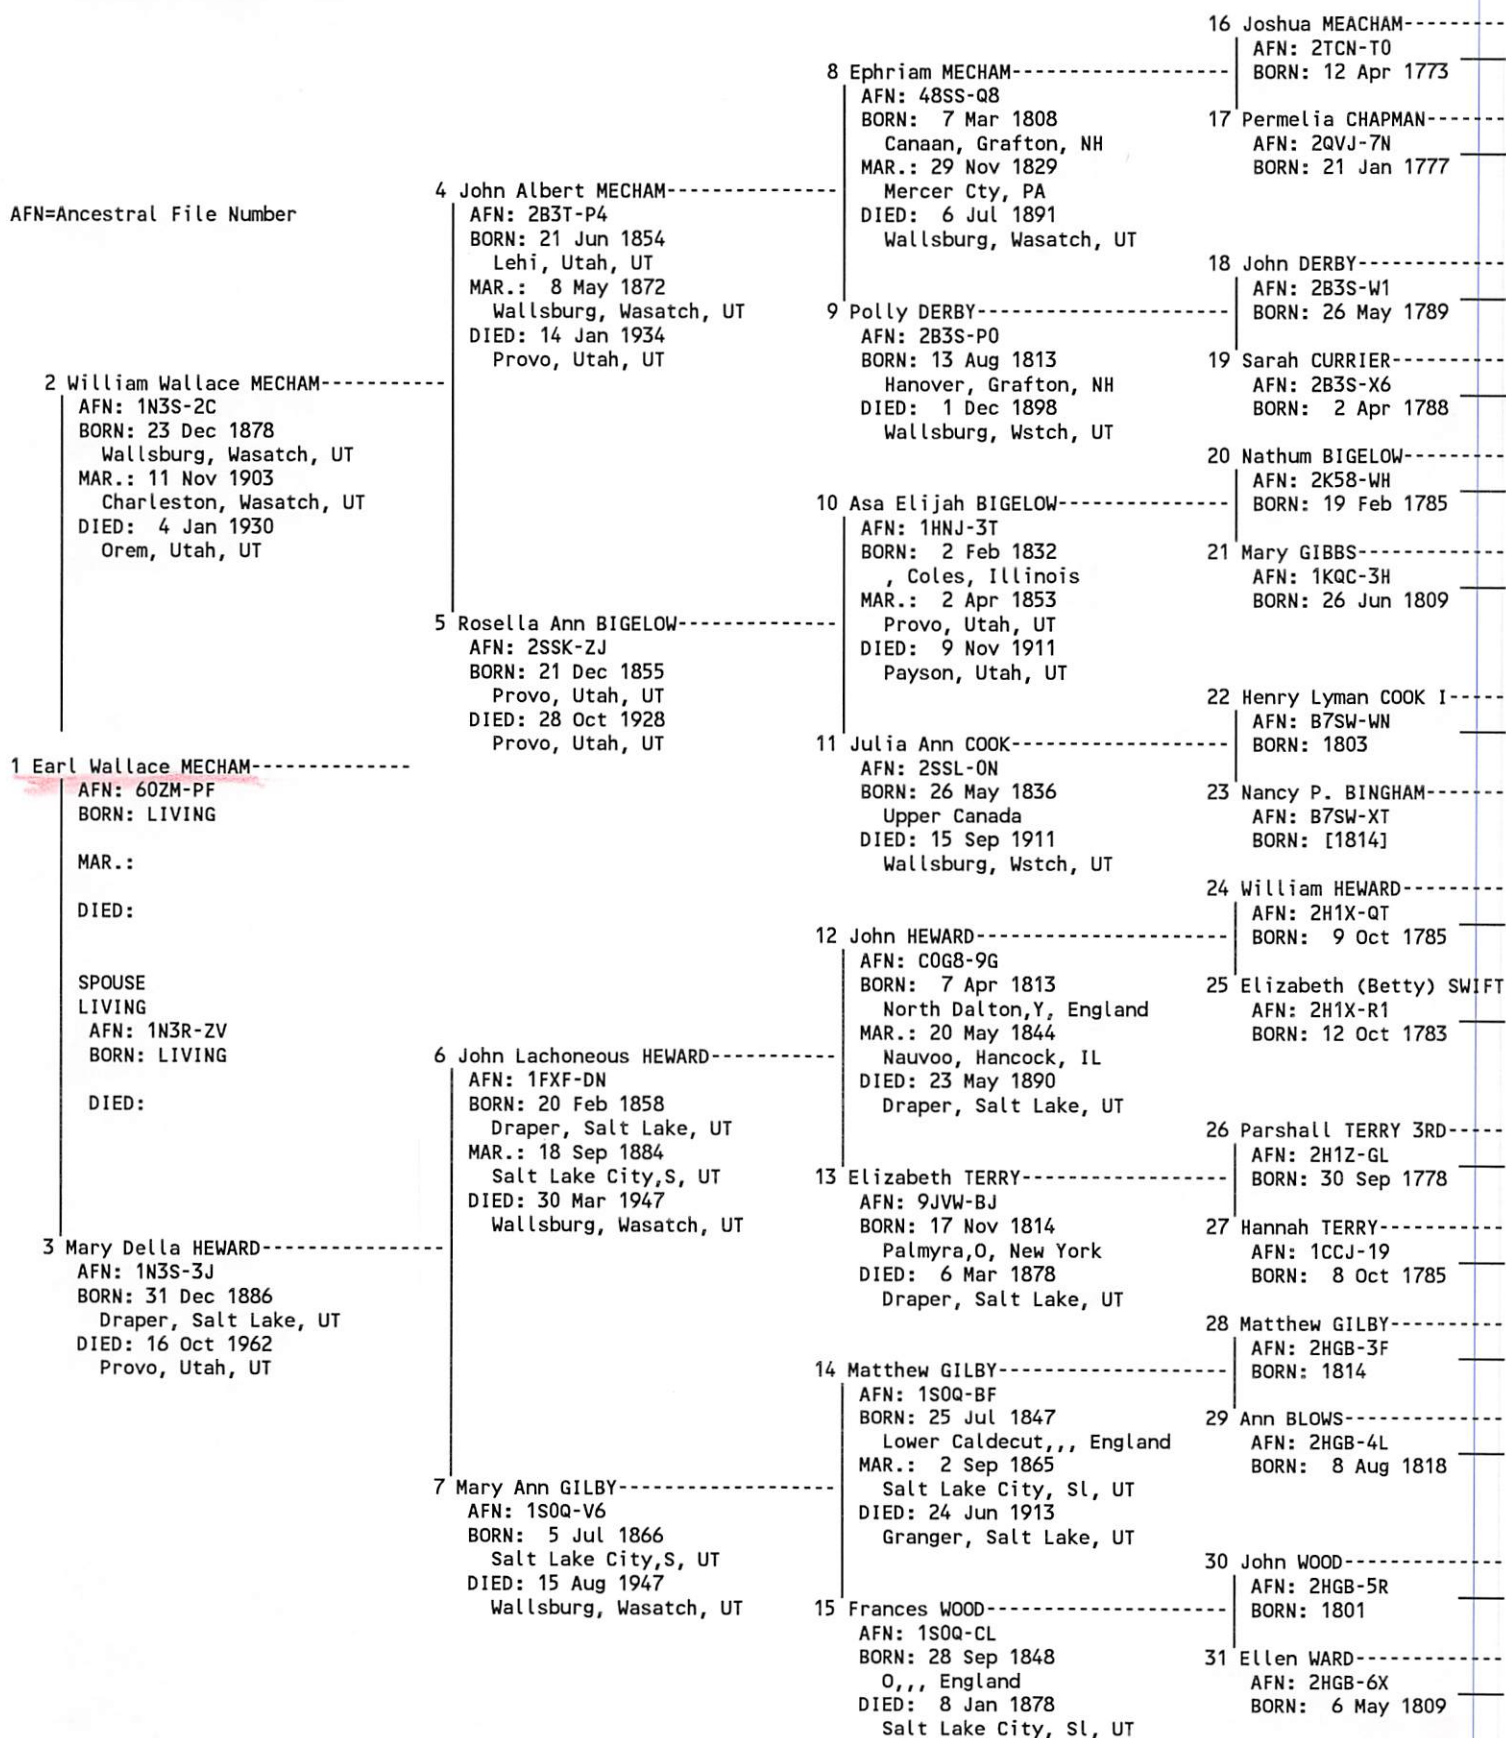 AFN=Ancestral File Number
1 Earl Wallace MECHAM-------------
AFN: 60ZM-PF
BORN: LIVING
MAR.:
DIED:
SPOUSE
LIVING
AFN: 1N3R-ZV
BORN: LIVING
DIED:
2 William Wallace MECHAM-----------
AFN: 1N3S-2C
BORN: 23 Dec 1878
Wallsburg, Wasatch, UT
MAR.: 11 Nov 1903
Charleston, Wasatch, UT
DIED:  4 Jan 1930
Orem, Utah, UT
3 Mary Della HEWARD----------------
AFN: 1N3S-3J
BORN: 31 Dec 1886
Draper, Salt Lake, UT
DIED: 16 Oct 1962
Provo, Utah, UT
4 John Albert MECHAM---------------
AFN: 2B3T-P4
BORN: 21 Jun 1854
Lehi, Utah, UT
MAR.:  8 May 1872
Wallsburg, Wasatch, UT
DIED: 14 Jan 1934
Provo, Utah, UT
5 Rosella Ann BIGELOW--------------
AFN: 2SSK-ZJ
BORN: 21 Dec 1855
Provo, Utah, UT
DIED: 28 Oct 1928
Provo, Utah, UT
6 John Lachoneous HEWARD-----------
AFN: 1FXF-DN
BORN: 20 Feb 1858
Draper, Salt Lake, UT
MAR.: 18 Sep 1884
Salt Lake City,S, UT
DIED: 30 Mar 1947
Wallsburg, Wasatch, UT
7 Mary Ann GILBY-------------------
AFN: 1S0Q-V6
BORN:  5 Jul 1866
Salt Lake City,S, UT
DIED: 15 Aug 1947
Wallsburg, Wasatch, UT
8 Ephriam MECHAM-------------------
AFN: 48SS-Q8
BORN:  7 Mar 1808
Canaan, Grafton, NH
MAR.: 29 Nov 1829
Mercer Cty, PA
DIED:  6 Jul 1891
Wallsburg, Wasatch, UT
9 Polly DERBY----------------------
AFN: 2B3S-P0
BORN: 13 Aug 1813
Hanover, Grafton, NH
DIED:  1 Dec 1898
Wallsburg, Wstch, UT
10 Asa Elijah BIGELOW---------------
AFN: 1HNJ-3T
BORN:  2 Feb 1832
, Coles, Illinois
MAR.:  2 Apr 1853
Provo, Utah, UT
DIED:  9 Nov 1911
Payson, Utah, UT
11 Julia Ann COOK-------------------
AFN: 2SSL-0N
BORN: 26 May 1836
Upper Canada
DIED: 15 Sep 1911
Wallsburg, Wstch, UT
12 John HEWARD----------------------
AFN: C0G8-9G
BORN:  7 Apr 1813
North Dalton,Y, England
MAR.: 20 May 1844
Nauvoo, Hancock, IL
DIED: 23 May 1890
Draper, Salt Lake, UT
13 Elizabeth TERRY------------------
AFN: 9JVW-BJ
BORN: 17 Nov 1814
Palmyra,O, New York
DIED:  6 Mar 1878
Draper, Salt Lake, UT
14 Matthew GILBY--------------------
AFN: 1S0Q-BF
BORN: 25 Jul 1847
Lower Caldecut,,, England
MAR.:  2 Sep 1865
Salt Lake City, Sl, UT
DIED: 24 Jun 1913
Granger, Salt Lake, UT
15 Frances WOOD---------------------
AFN: 1S0Q-CL
BORN: 28 Sep 1848
O,,, England
DIED:  8 Jan 1878
Salt Lake City, Sl, UT
16 Joshua MEACHAM---------
AFN: 2TCN-T0
BORN: 12 Apr 1773
17 Permelia CHAPMAN-------
AFN: 2QVJ-7N
BORN: 21 Jan 1777
18 John DERBY-------------
AFN: 2B3S-W1
BORN: 26 May 1789
19 Sarah CURRIER----------
AFN: 2B3S-X6
BORN:  2 Apr 1788
20 Nathum BIGELOW---------
AFN: 2K58-WH
BORN: 19 Feb 1785
21 Mary GIBBS-------------
AFN: 1KQC-3H
BORN: 26 Jun 1809
22 Henry Lyman COOK I-----
AFN: B7SW-WN
BORN: 1803
23 Nancy P. BINGHAM-------
AFN: B7SW-XT
BORN: [1814]
24 William HEWARD---------
AFN: 2H1X-QT
BORN:  9 Oct 1785
25 Elizabeth (Betty) SWIFT
AFN: 2H1X-R1
BORN: 12 Oct 1783
26 Parshall TERRY 3RD-----
AFN: 2H1Z-GL
BORN: 30 Sep 1778
27 Hannah TERRY-----------
AFN: 1CCJ-19
BORN:  8 Oct 1785
28 Matthew GILBY----------
AFN: 2HGB-3F
BORN: 1814
29 Ann BLOWS--------------
AFN: 2HGB-4L
BORN:  8 Aug 1818
30 John WOOD--------------
AFN: 2HGB-5R
BORN: 1801
31 Ellen WARD-------------
AFN: 2HGB-6X
BORN:  6 May 1809